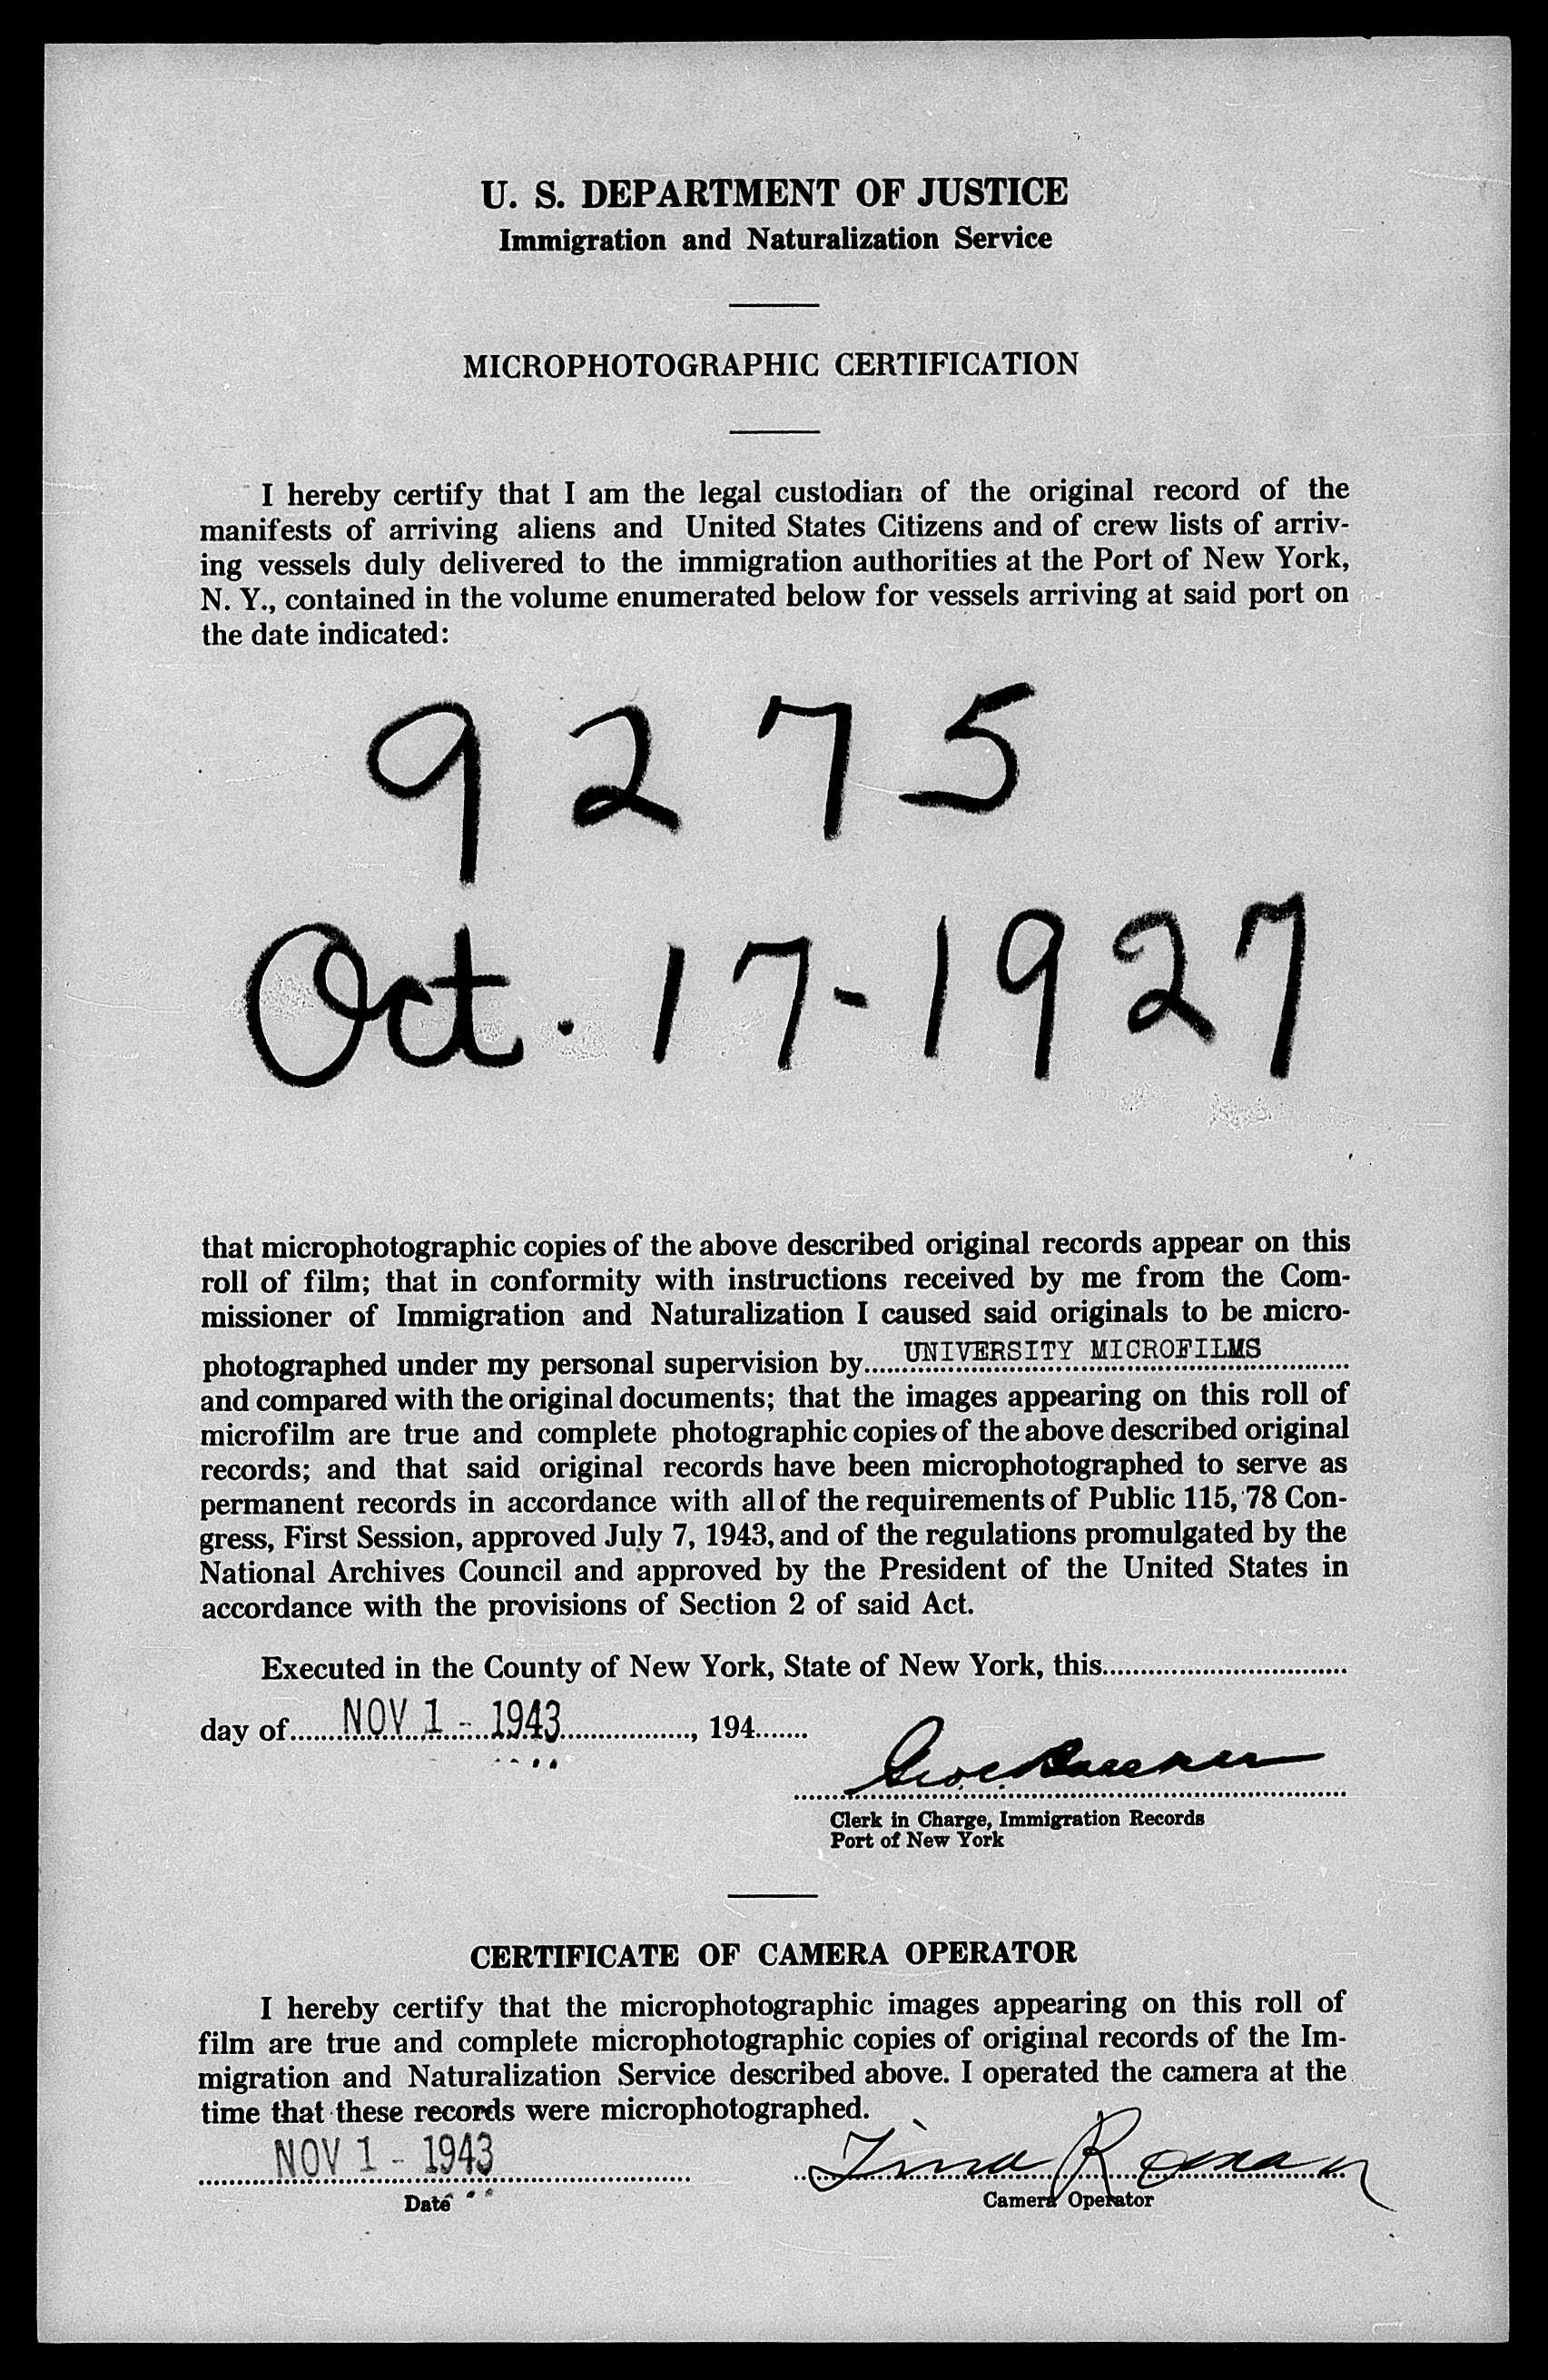 U. S. DEPARTMENT OF JUSTICE
Immigration and Naturalization Service
MICROPHOTOGRAPHIC CERTIFICATION
I hereby certify that I am the legal custodian of the original record of the
manifests of arriving aliens and United States Citizens and of crew lists of arriv-
ing vessels duly delivered to the immigration authorities at the Port of New York,
N. Y., contained in the volume enumerated below for vessels arriving at said port on
the date indicated:
9275
Oct. 17-1927
that microphotographic copies of the above described original records appear on this
roll of film; that in conformity with instructions received by me from the Com-
missioner of Immigration and Naturalization I caused said originals to be micro-
photographed under my personal supervision by UNIVERSITY MICROFILMS
and compared with the original documents; that the images appearing on this roll of
microfilm are true and complete photographic copies of the above described original
records; and that said original records have been microphotographed to serve as
permanent records in accordance with all of the requirements of Public 115, 78 Con-
gress, First Session, approved July 7, 1943, and of the regulations promulgated by the
National Archives Council and approved by the President of the United States in
accordance with the provisions of Section 2 of said Act.
Executed in the County of New York, State of New York, this
day of NOV 1 - 1943, 194
Clerk in Charge, Immigration Records
Port of New York
CERTIFICATE OF CAMERA OPERATOR
I hereby certify that the microphotographic images appearing on this roll of
film are true and complete microphotographic copies of original records of the Im-
migration and Naturalization Service described above. I operated the camera at the
time that these records were microphotographed.
NOV 1 - 1943
Date
Camera Operator